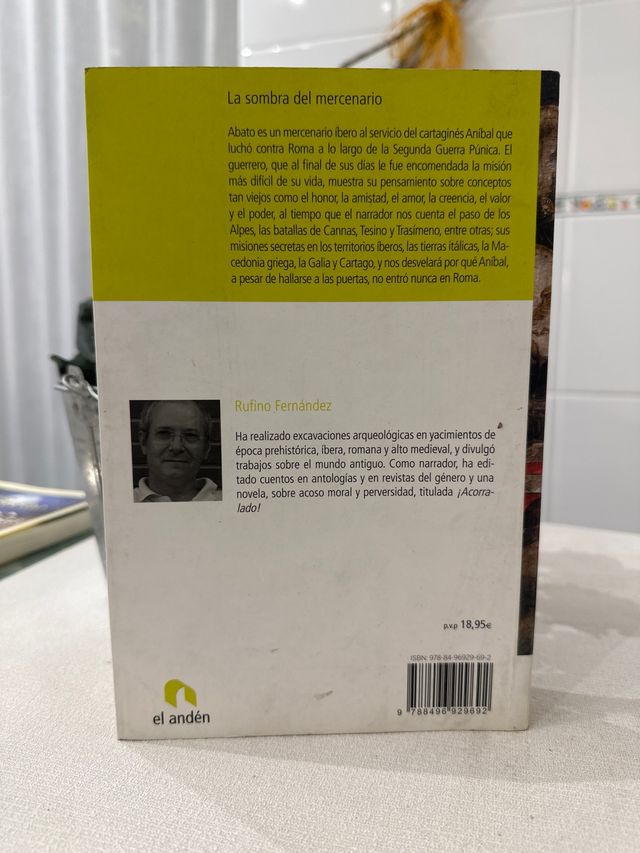 La sombra del mercenario
Abato es un mercenario íbero al servicio del cartaginés Aníbal que
luchó contra Roma a lo largo de la Segunda Guerra Púnica. El
guerrero, que al final de sus días le fue encomendada la misión
más difícil de su vida, muestra su pensamiento sobre conceptos
tan viejos como el honor, la amistad, el amor, la creencia, el valor
y el poder, al tiempo que el narrador nos cuenta el paso de los
Alpes, las batallas de Cannas, Tesino y Trasímeno, entre otras; sus
misiones secretas en los territorios íberos, las tierras itálicas, la Ma-
cedonia griega, la Galia y Cartago, y nos desvelará por qué Aníbal,
a pesar de hallarse a las puertas, no entró nunca en Roma.
Rufino Fernández
Ha realizado excavaciones arqueológicas en yacimientos de
época prehistórica, íbera, romana y alto medieval, y divulgó
trabajos sobre el mundo antiguo. Como narrador, ha edi-
tado cuentos en antologías y en revistas del género y una
novela, sobre acoso moral y perversidad, titulada ¡Acorra-
lado!
p.v.p 18,95€
ISBN: 978-84-96929-69-2
9 788496 929692
el andén